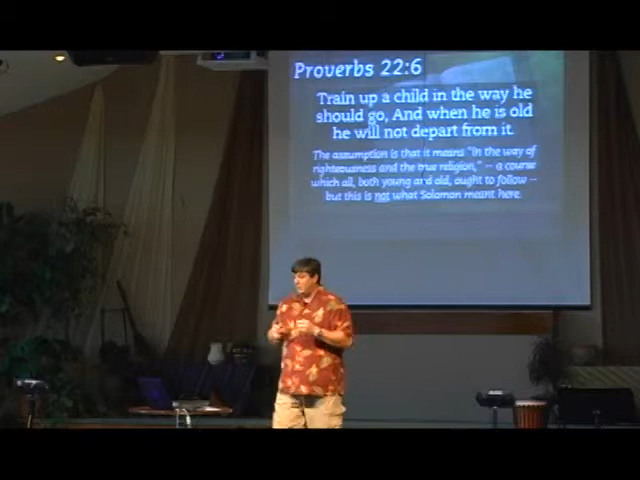 Proverbs 22:6
Train up a child in the way he
should go, And when he is old
he will not depart from it.
The assumption is that it means "in the way of
righteousness and the true religion," -- a course
which all, both young and old, ought to follow --
but this is not what Solomon meant here.